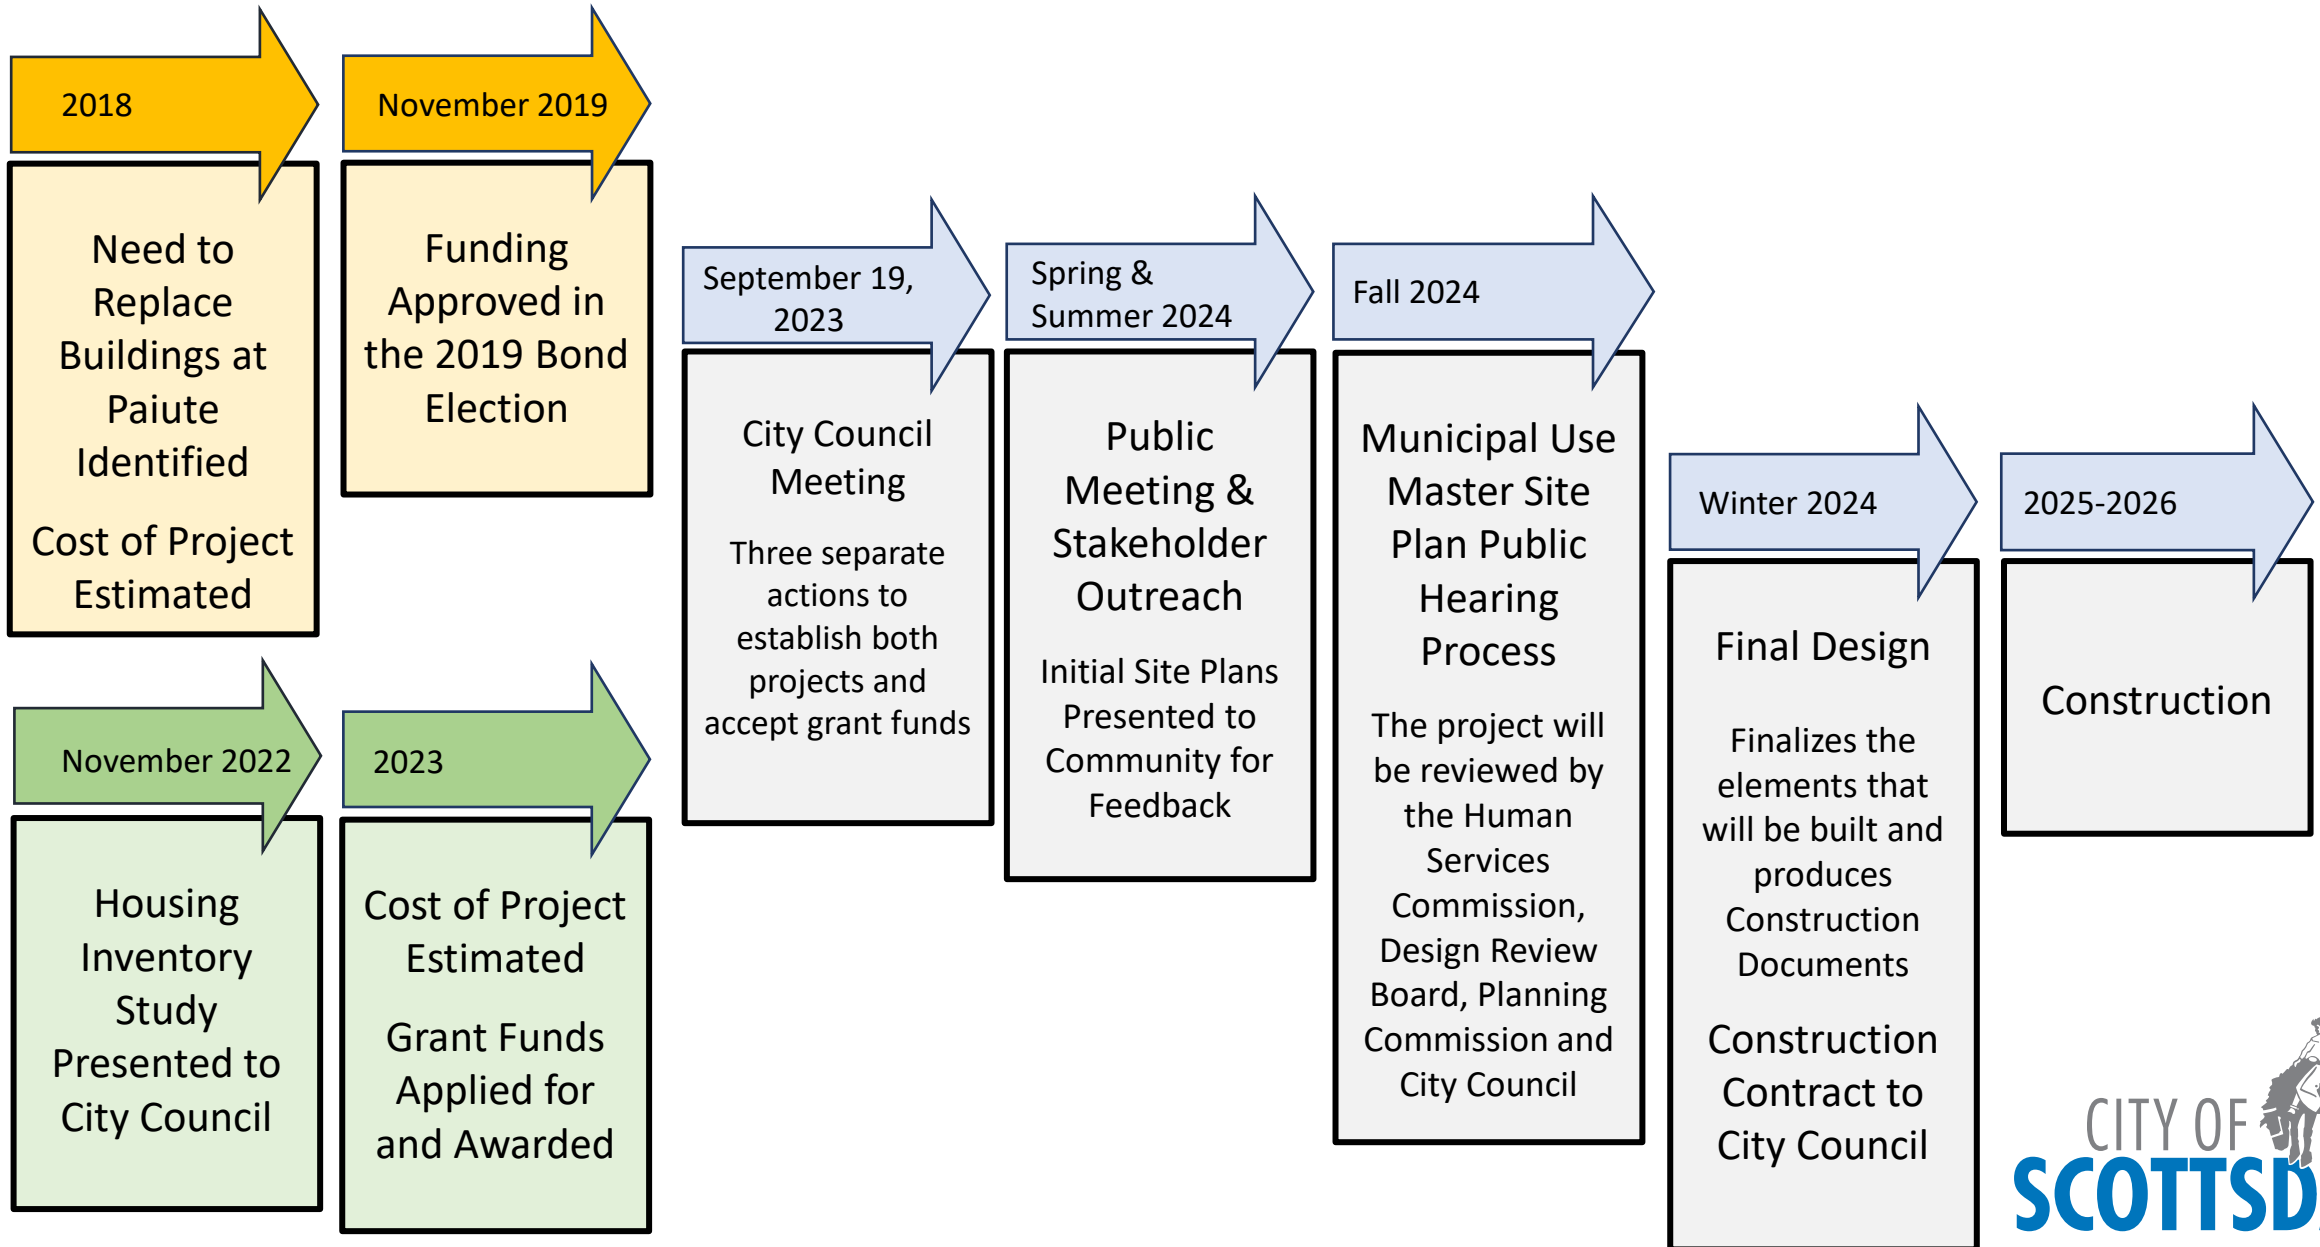 2018
Need to
Replace
Buildings at
Paiute
Identified
Cost of Project
Estimated
November 2019
Funding
Approved in
the 2019 Bond
Election
November 2022
Housing
Inventory
Study
Presented to
City Council
2023
Cost of Project
Estimated
Grant Funds
Applied for
and Awarded
September 19,
2023
City Council
Meeting
Three separate
actions to
establish both
projects and
accept grant funds
Spring &
Summer 2024
Public
Meeting &
Stakeholder
Outreach
Initial Site Plans
Presented to
Community for
Feedback
Fall 2024
Municipal Use
Master Site
Plan Public
Hearing
Process
The project will
be reviewed by
the Human
Services
Commission,
Design Review
Board, Planning
Commission and
City Council
Winter 2024
Final Design
Finalizes the
elements that
will be built and
produces
Construction
Documents
Construction
Contract to
City Council
2025-2026
Construction
CITY OF
SCOTTSD